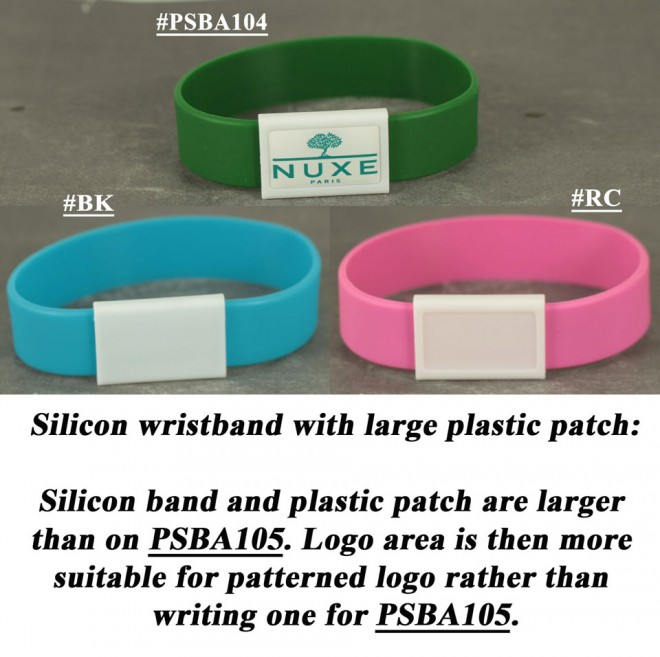 #PSBA104
NUXE
PARIS
#BK
#RC
Silicon wristband with large plastic patch:
Silicon band and plastic patch are larger
than on PSBA105. Logo area is then more
suitable for patterned logo rather than
writing one for PSBA105.